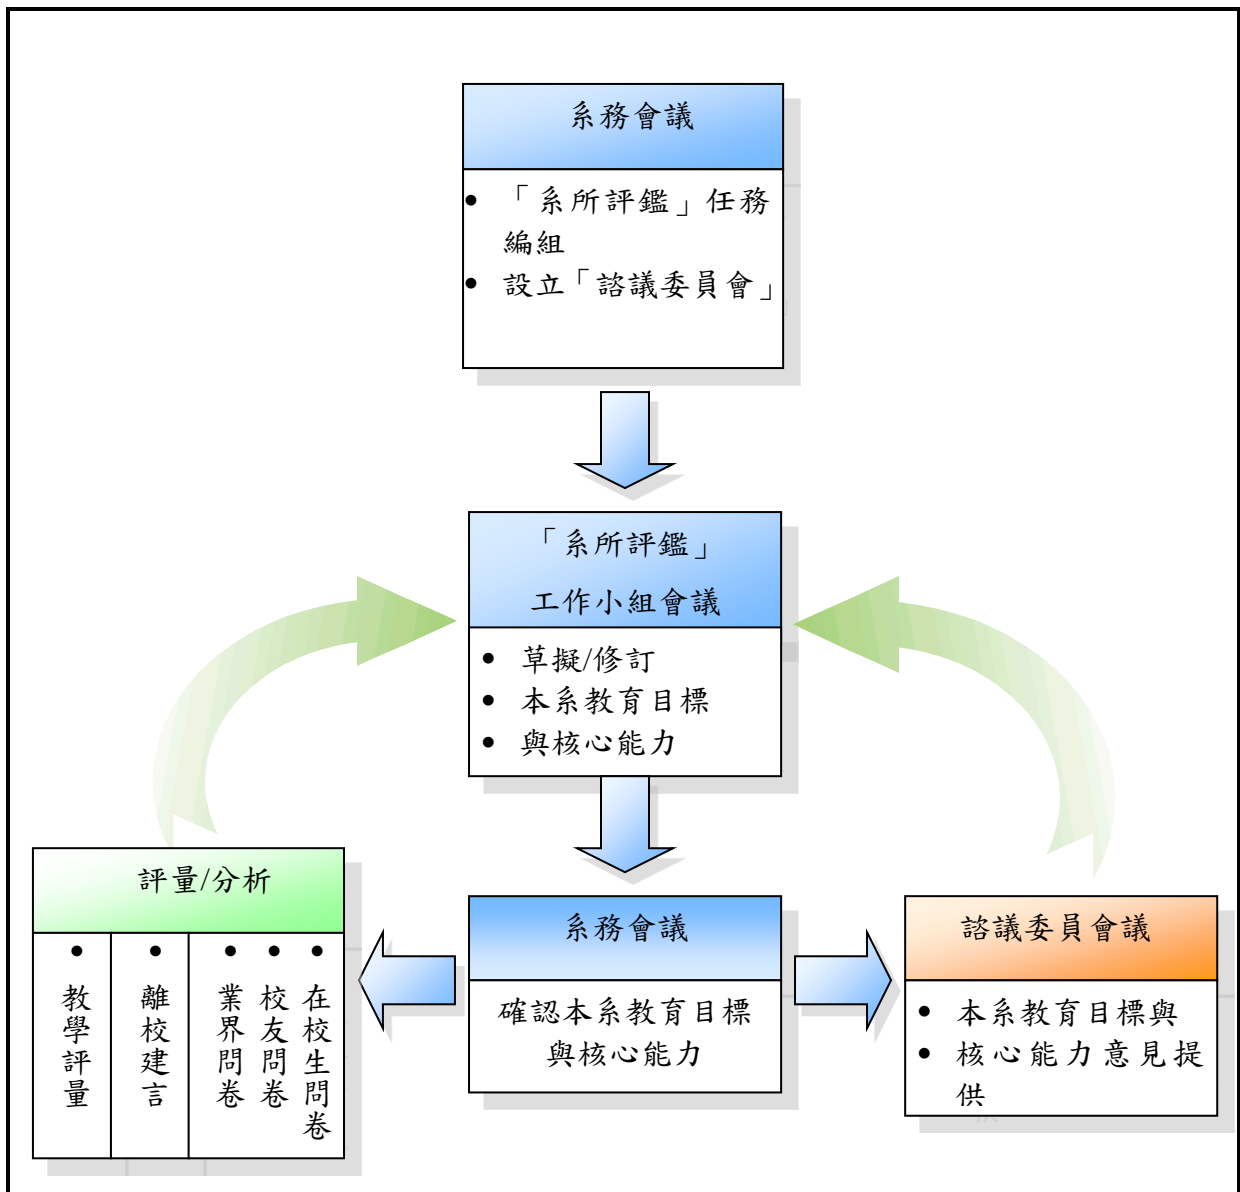 系務會議
• 「系所評鑑」任務
編組
• 設立「諮議委員會」
「系所評鑑」
工作小組會議
• 草擬/修訂
• 本系教育目標
• 與核心能力
評量/分析
• 教學評量
• 離校建言
• 業界問卷
• 校友問卷
• 在校生問卷
系務會議
確認本系教育目標
與核心能力
諮議委員會議
• 本系教育目標與
• 核心能力意見提
供